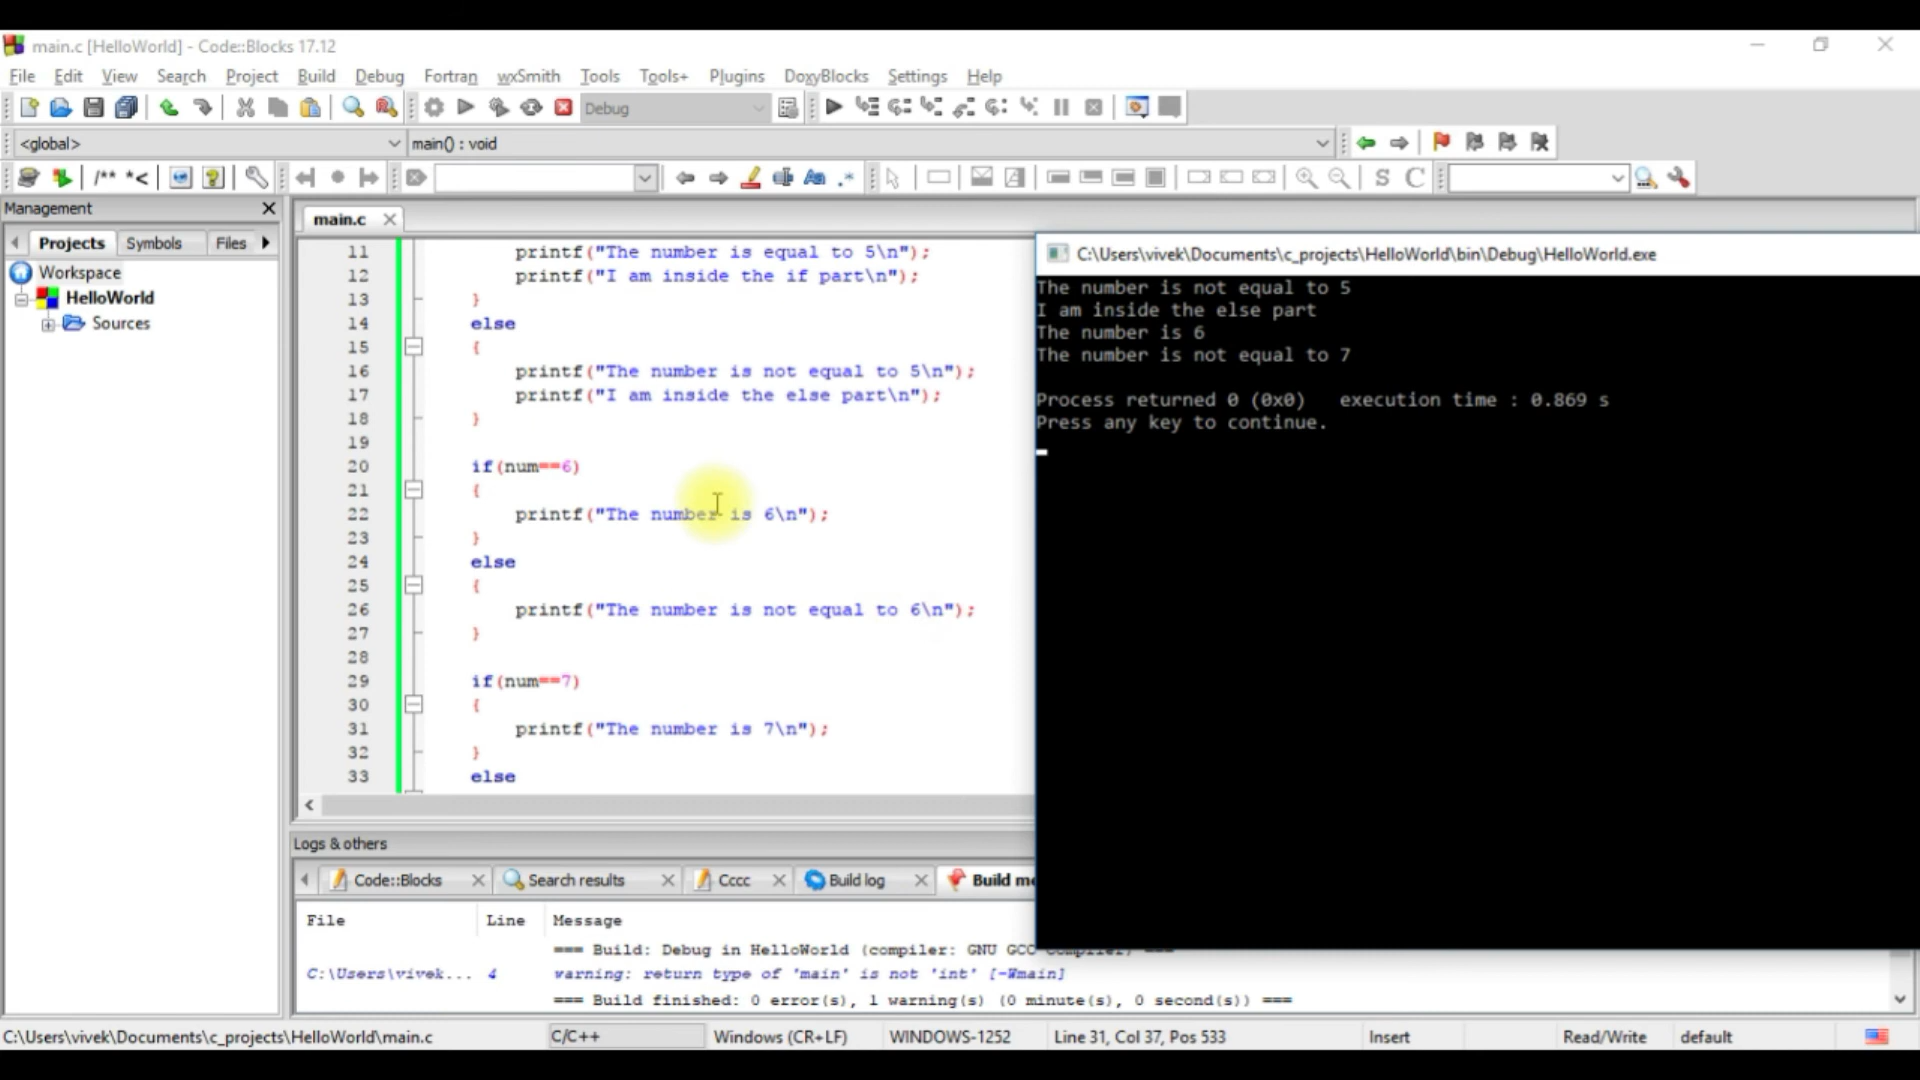 main.c [HelloWorld] - Code::Blocks 17.12
File Edit View Search Project Build Debug Fortran wxSmith Tools Tools+ Plugins DoxyBlocks Settings Help
Debug
<global> main() : void
/** *<
S C
Management
Projects Symbols Files
Workspace
HelloWorld
Sources
main.c
11 printf("The number is equal to 5\n");
12 printf("I am inside the if part\n");
13 }
14 else
15 {
16 printf("The number is not equal to 5\n");
17 printf("I am inside the else part\n");
18 }
19
20 if(num==6)
21 {
22 printf("The number is 6\n");
23 }
24 else
25 {
26 printf("The number is not equal to 6\n");
27 }
28
29 if(num==7)
30 {
31 printf("The number is 7\n");
32 }
33 else
C:\Users\vivek\Documents\c_projects\HelloWorld\bin\Debug\HelloWorld.exe
The number is not equal to 5
I am inside the else part
The number is 6
The number is not equal to 7
Process returned 0 (0x0) execution time : 0.869 s
Press any key to continue.
Logs & others
Code::Blocks Search results Cccc Build log Build me
File Line Message
=== Build: Debug in HelloWorld (compiler: GNU GCC Compiler) ===
C:\Users\vivek... 4 warning: return type of 'main' is not 'int' [-Wmain]
=== Build finished: 0 error(s), 1 warning(s) (0 minute(s), 0 second(s)) ===
C:\Users\vivek\Documents\c_projects\HelloWorld\main.c C/C++ Windows (CR+LF) WINDOWS-1252 Line 31, Col 37, Pos 533 Insert Read/Write default